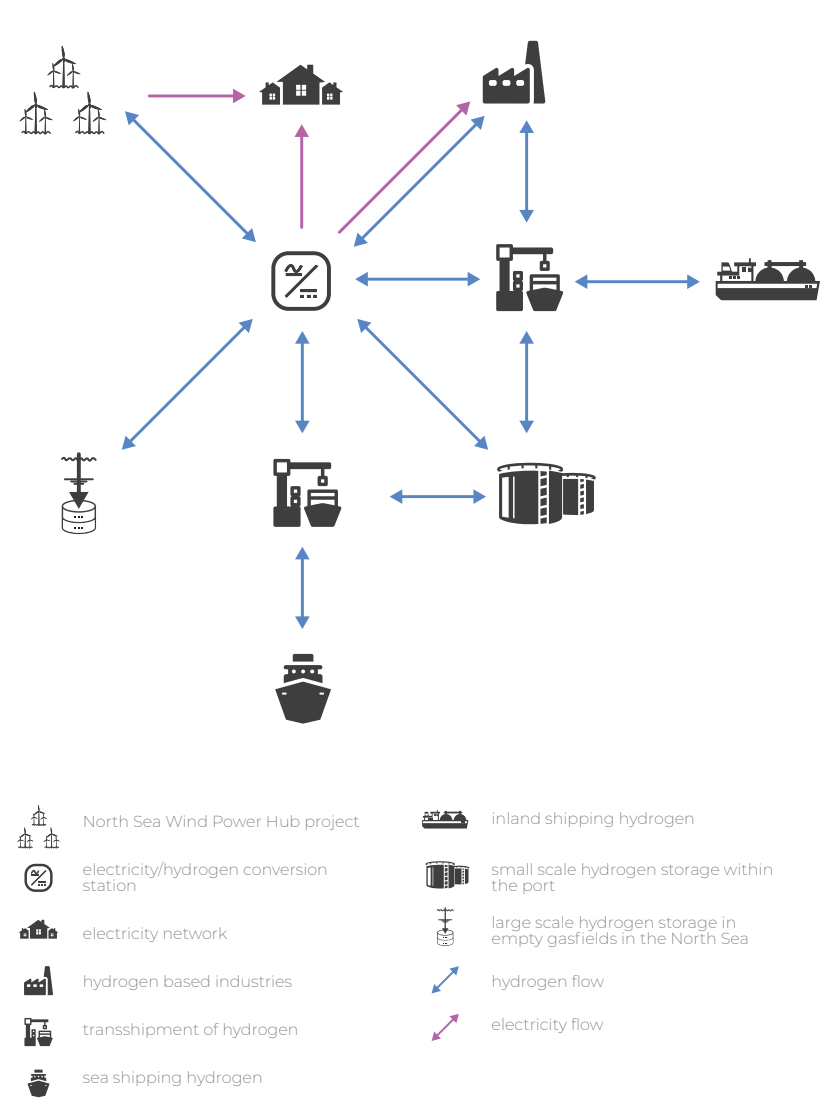 North Sea Wind Power Hub project
electricity/hydrogen conversion
station
electricity network
hydrogen based industries
transshipment of hydrogen
sea shipping hydrogen
inland shipping hydrogen
small scale hydrogen storage within
the port
large scale hydrogen storage in
empty gasfields in the North Sea
hydrogen flow
electricity flow